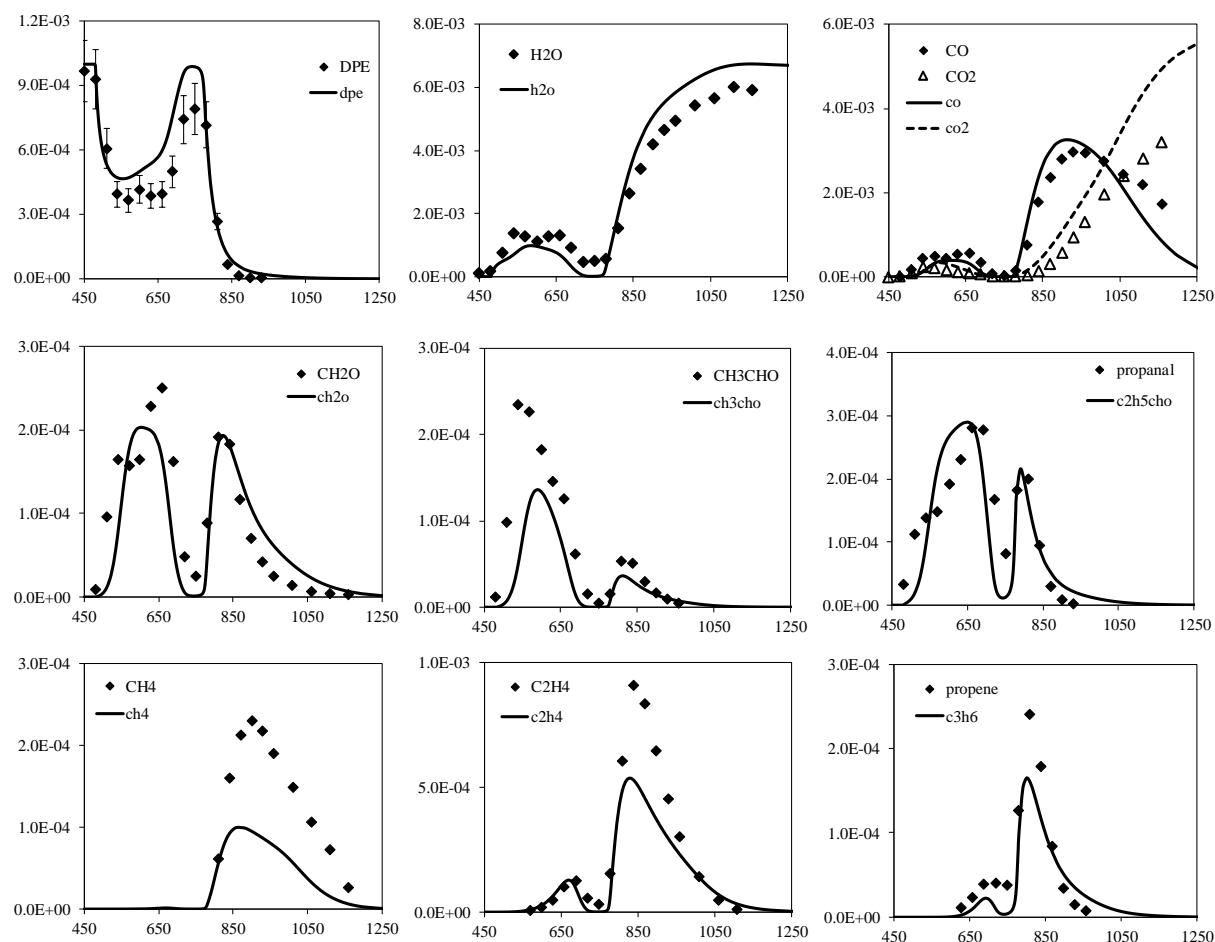 1.2E-03
9.0E-04
6.0E-04
3.0E-04
0.0E+00
450 650 850 1050 1250
DPE
dpe
8.0E-03
6.0E-03
4.0E-03
2.0E-03
0.0E+00
450 650 850 1050 1250
H2O
h2o
6.0E-03
4.0E-03
2.0E-03
0.0E+00
450 650 850 1050 1250
CO
CO2
co
co2
3.0E-04
2.0E-04
1.0E-04
0.0E+00
450 650 850 1050 1250
CH2O
ch2o
3.0E-04
2.0E-04
1.0E-04
0.0E+00
450 650 850 1050 1250
CH3CHO
ch3cho
4.0E-04
3.0E-04
2.0E-04
1.0E-04
0.0E+00
450 650 850 1050 1250
propanal
c2h5cho
3.0E-04
2.0E-04
1.0E-04
0.0E+00
450 650 850 1050 1250
CH4
ch4
1.0E-03
5.0E-04
0.0E+00
450 650 850 1050 1250
C2H4
c2h4
3.0E-04
2.0E-04
1.0E-04
0.0E+00
450 650 850 1050 1250
propene
c3h6